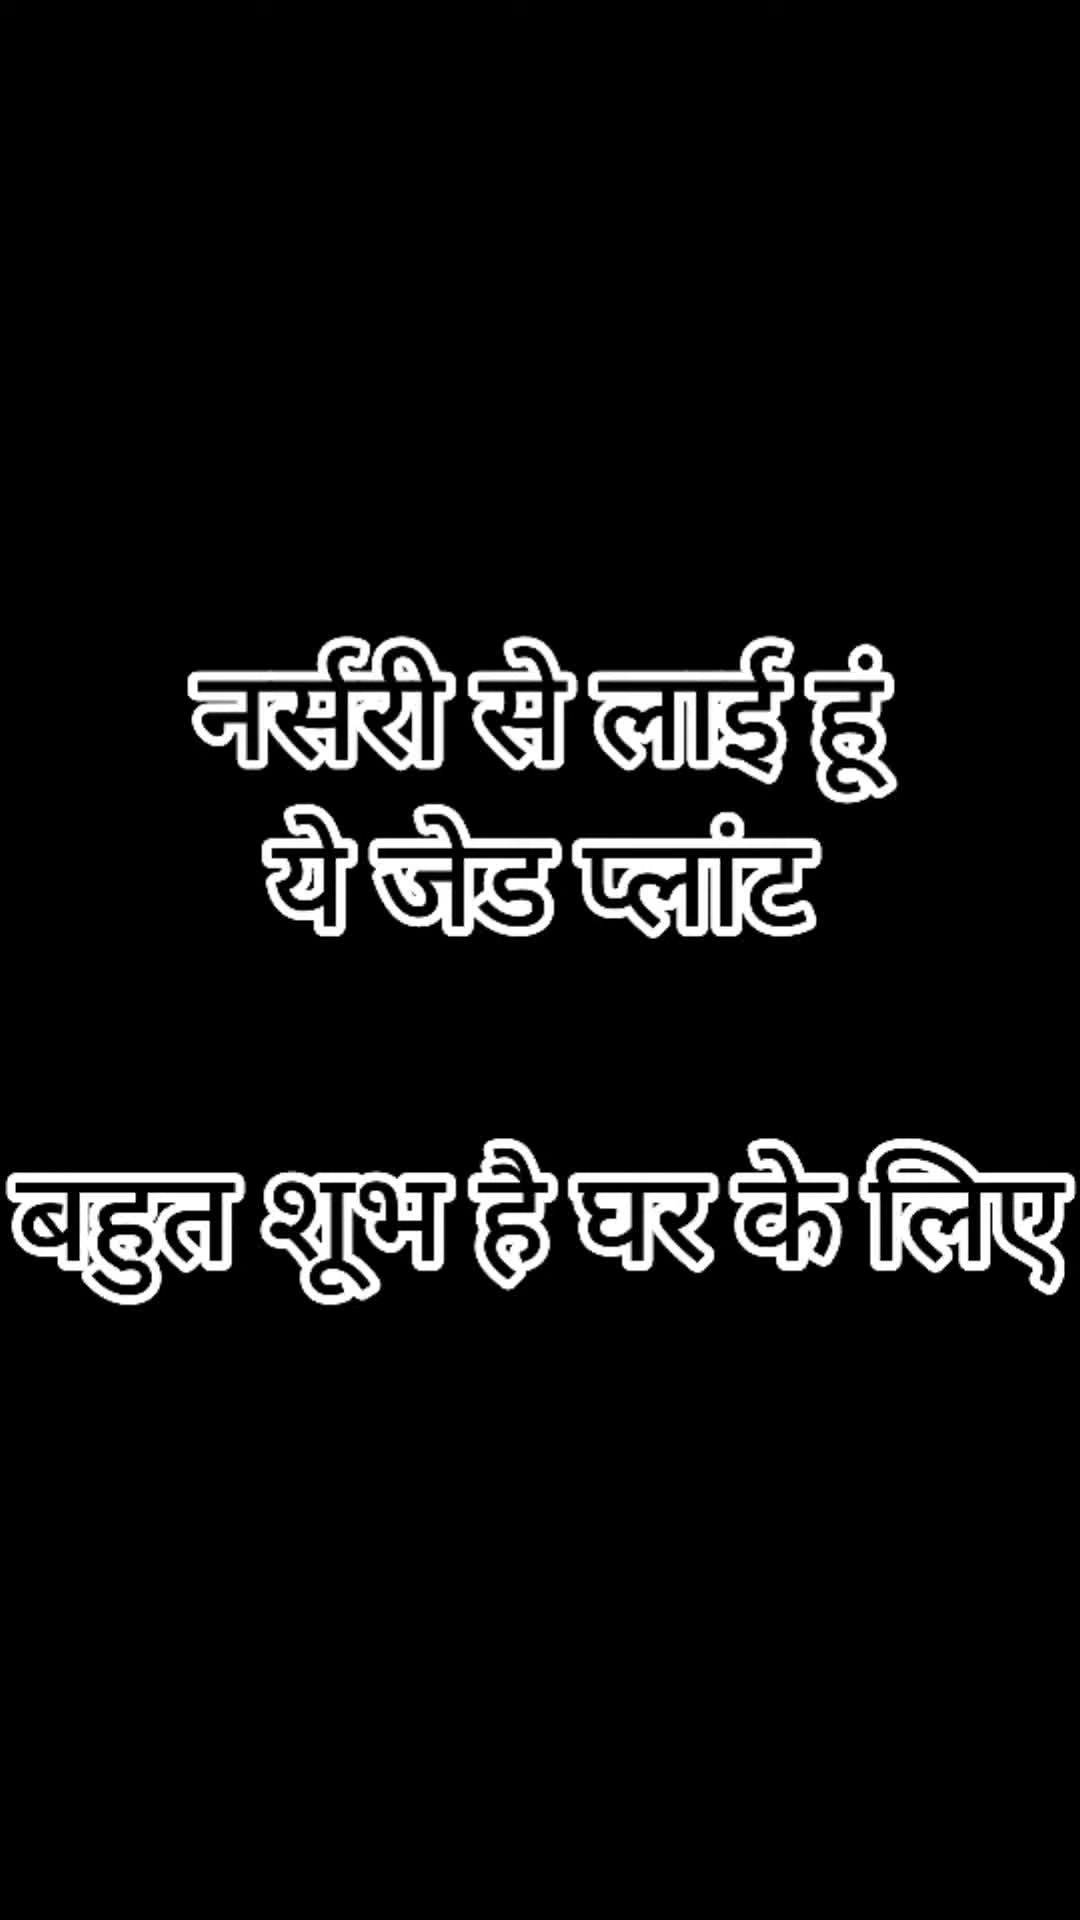 नर्सरी से लाई हूं
ये जेड प्लांट
बहुत शूभ है घर के लिए